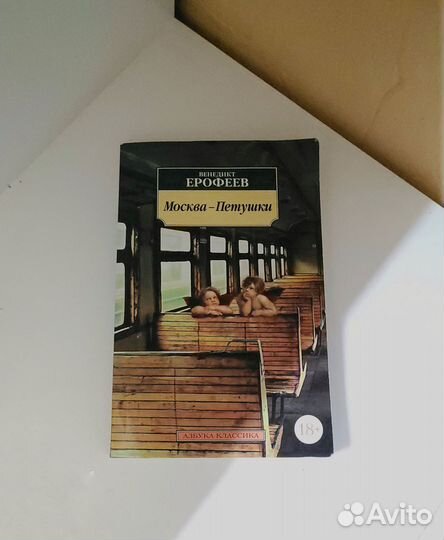 ВЕНЕДИКТ
ЕРОФЕЕВ
Москва – Петушки
АЗБУКА КЛАССИКА
18+
Avito